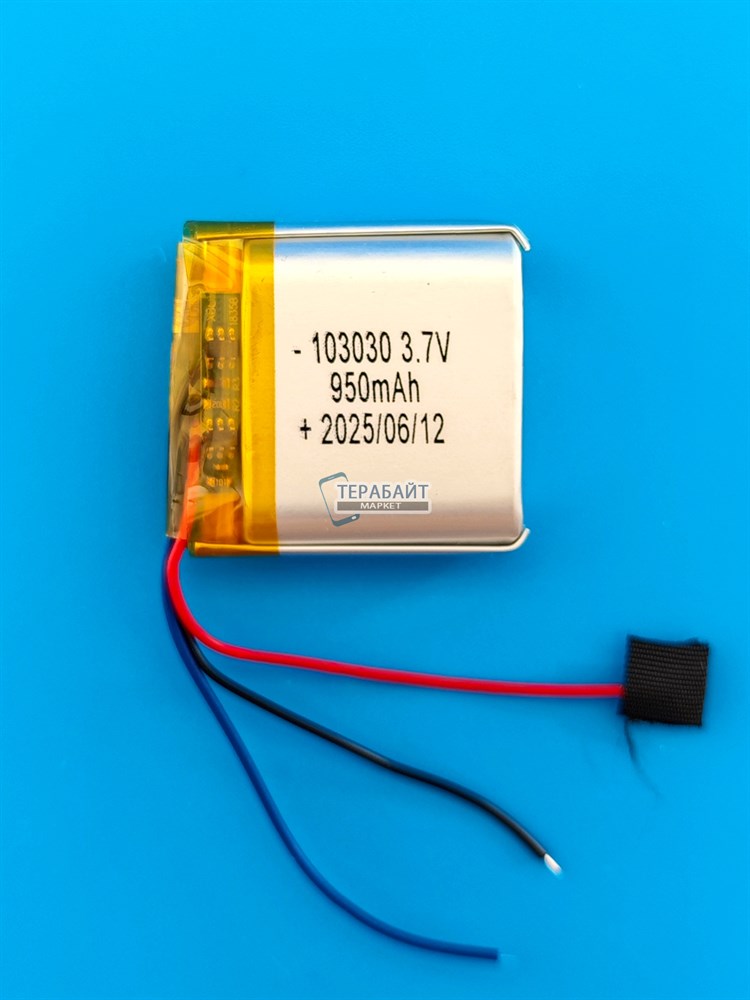 - 103030 3.7V
950mAh
+ 2025/06/12
ТЕРАБАЙТ
МАРКЕТ